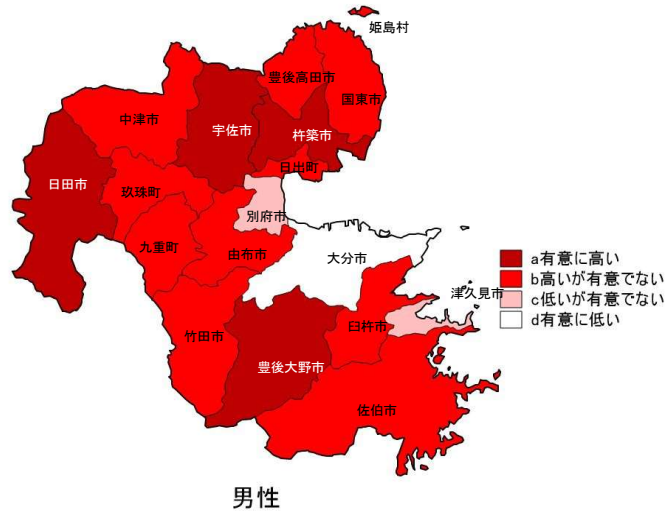 姫島村
豊後高田市
国東市
中津市
宇佐市
杵築市
日出町
日田市
玖珠町
別府市
九重町
由布市
大分市
a有意に高い
b高いが有意でない
c低いが有意でない
d有意に低い
津久見市
臼杵市
竹田市
豊後大野市
佐伯市
男性